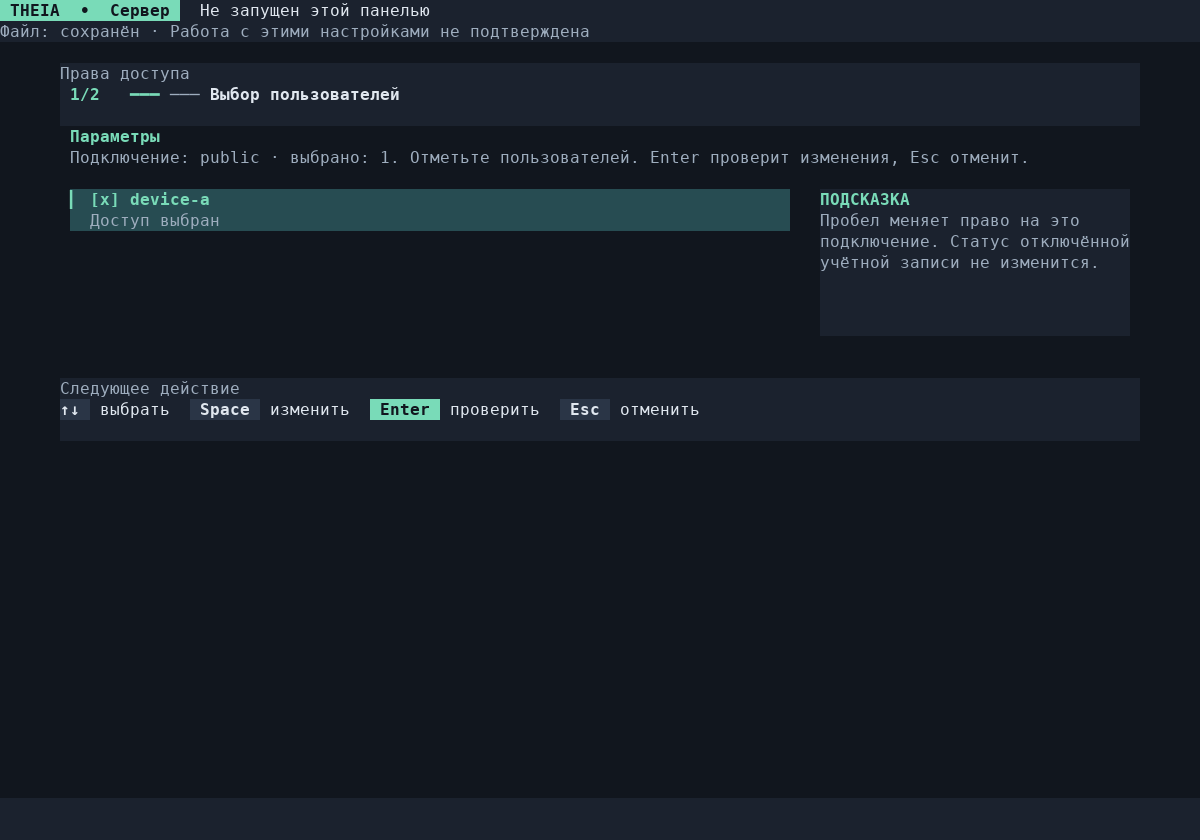 THEIA • Сервер Не запущен этой панелью
Файл: сохранён · Работа с этими настройками не подтверждена
Права доступа
1/2 ━━━ ─── Выбор пользователей
Параметры
Подключение: public · выбрано: 1. Отметьте пользователей. Enter проверит изменения, Esc отменит.
[x] device-a
Доступ выбран
ПОДСКАЗКА
Пробел меняет право на это
подключение. Статус отключённой
учётной записи не изменится.
Следующее действие
↑↓ выбрать Space изменить Enter проверить Esc отменить